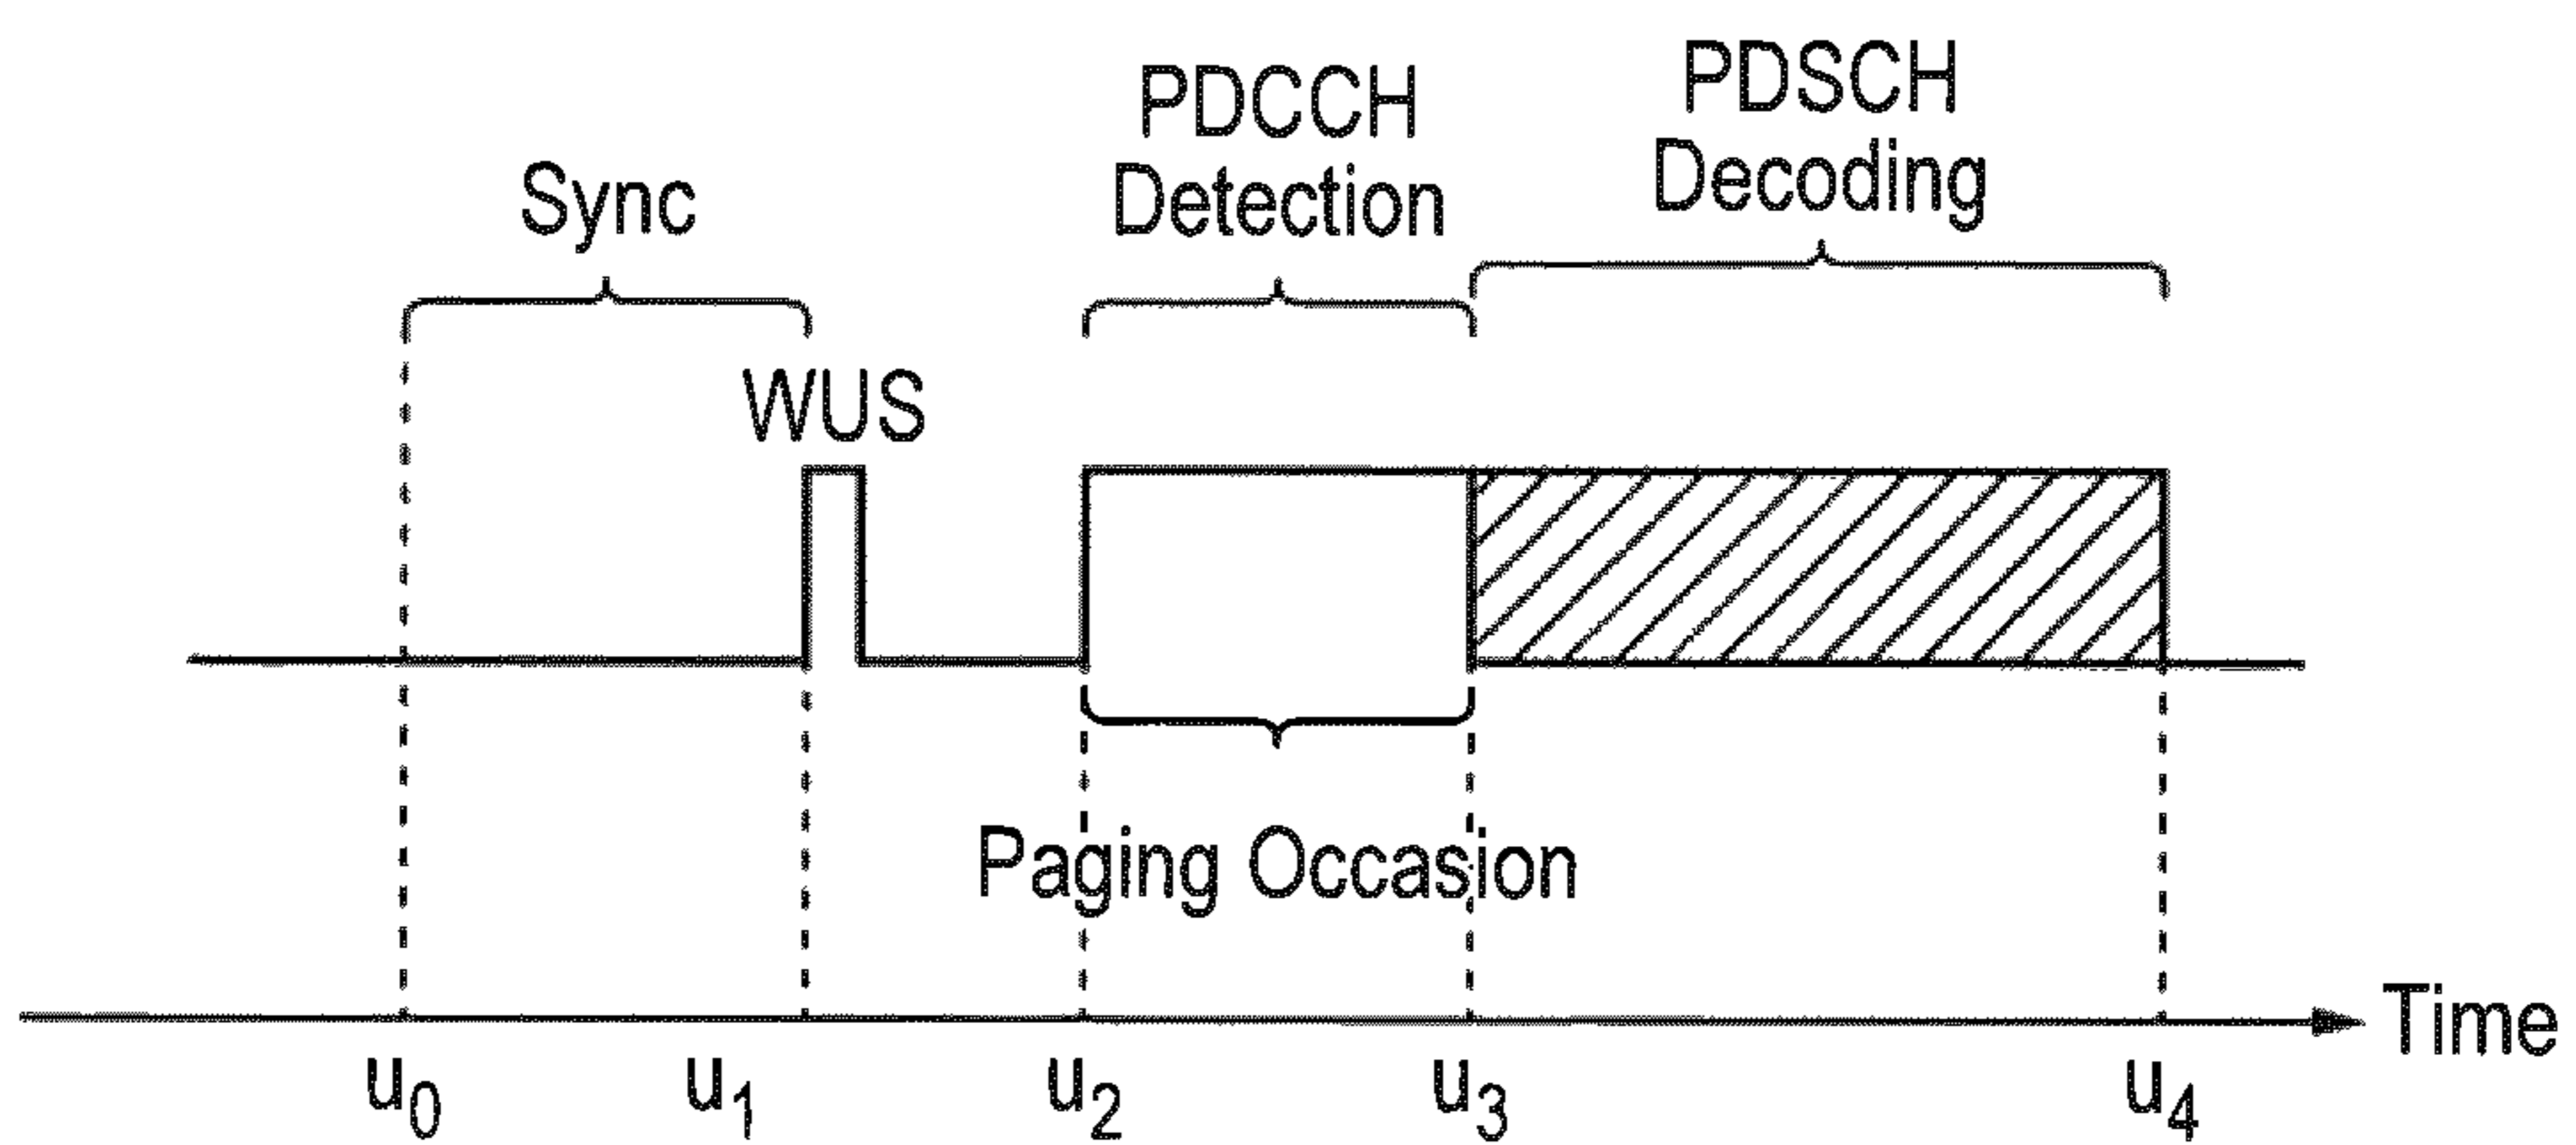 Sync
PDCCH
Detection
PDSCH
Decoding
WUS
Paging Occasion
Time
u0
u1
u2
u3
u4